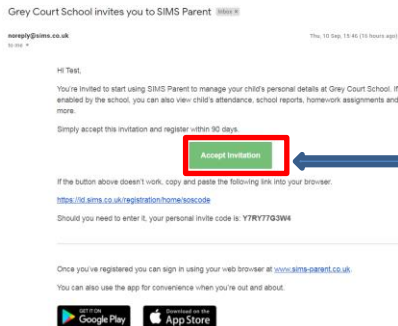 Grey Court School invites you to SIMS Parent Inbox x
noreply@sims.co.uk Thu, 10 Sep, 15:46 (16 hours ago)
to me
Hi Test,
You're invited to start using SIMS Parent to manage your child's personal details at Grey Court School. If
enabled by the school, you can also view child's attendance, school reports, homework assignments and
more.
Simply accept this invitation and register within 90 days.
Accept Invitation
If the button above doesn't work, copy and paste the following link into your browser.
https://id.sims.co.uk/registration/home/soscode
Should you need to enter it, your personal invite code is: Y7RY77G3W4
Once you've registered you can sign in using your web browser at www.sims-parent.co.uk.
You can also use the app for convenience when you're out and about.
GET IT ON Google Play
Download on the App Store